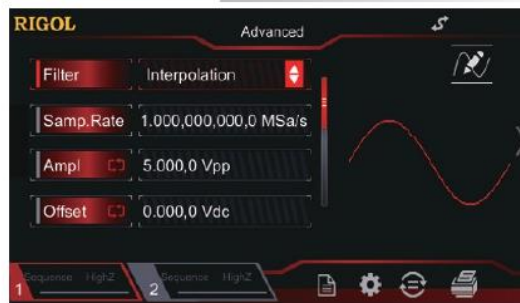 RIGOL
Advanced
Filter Interpolation
Samp.Rate 1.000,000,000,0 MSa/s
Ampl 5.000,0 Vpp
Offset 0.000,0 Vdc
Sequence HighZ
1
Sequence HighZ
2